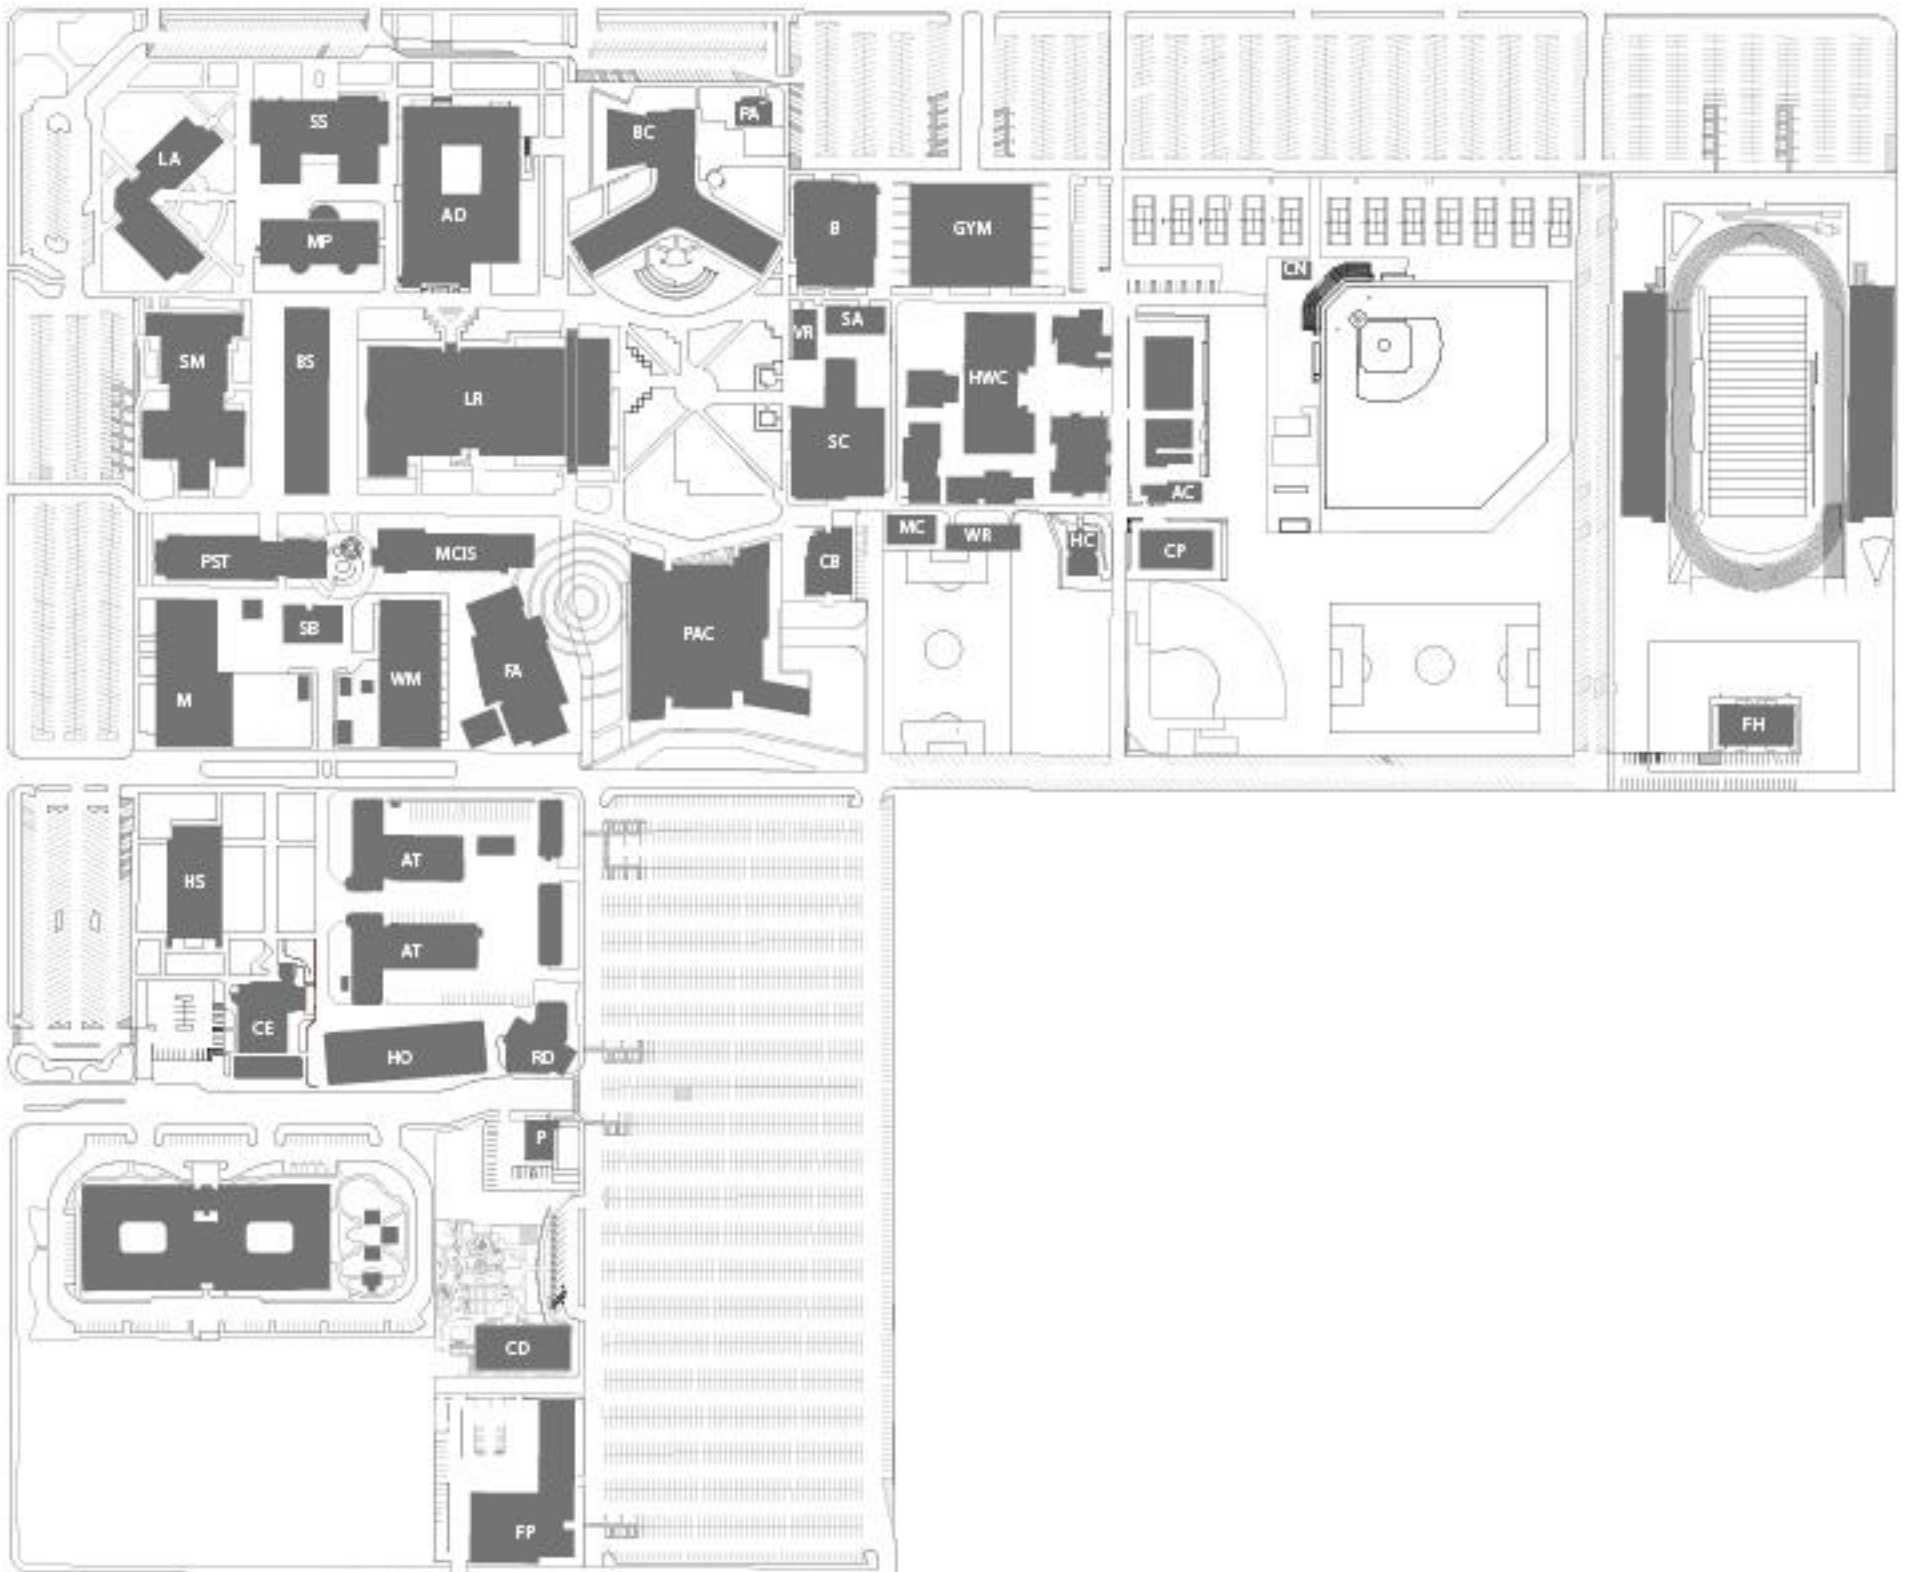 SS
BC
FA
LA
AD
MP
B
GYM
CN
SM
BS
LR
VR
SA
HWC
SC
AC
PST
MCIS
CB
MC
WR
HC
CP
SB
M
WM
FA
PAC
FH
HS
AT
AT
CE
HO
RD
P
CD
FP